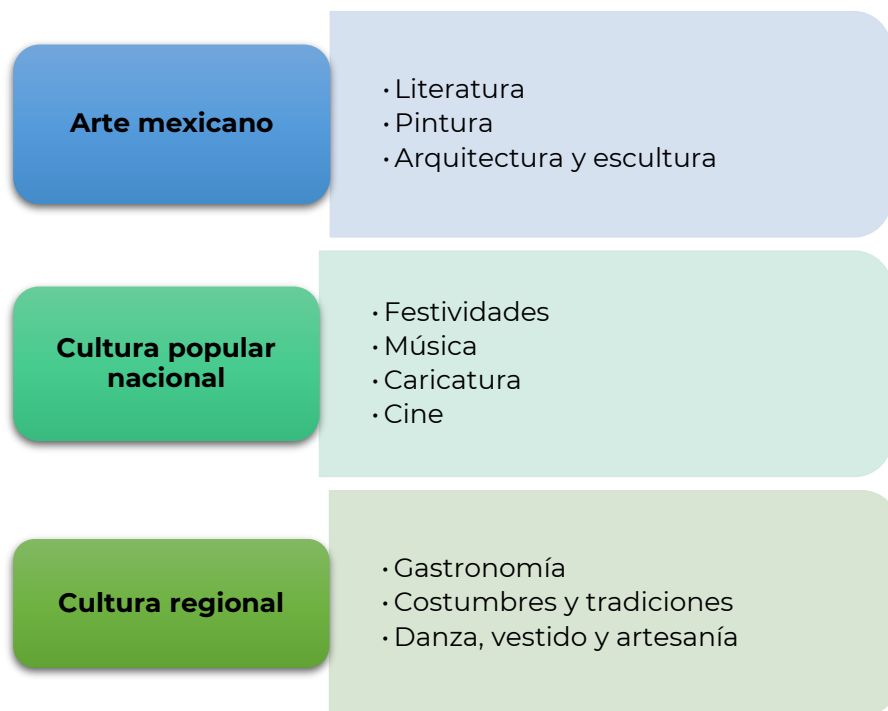 Arte mexicano
· Literatura
· Pintura
· Arquitectura y escultura
Cultura popular
nacional
· Festividades
· Música
· Caricatura
· Cine
Cultura regional
· Gastronomía
· Costumbres y tradiciones
· Danza, vestido y artesanía